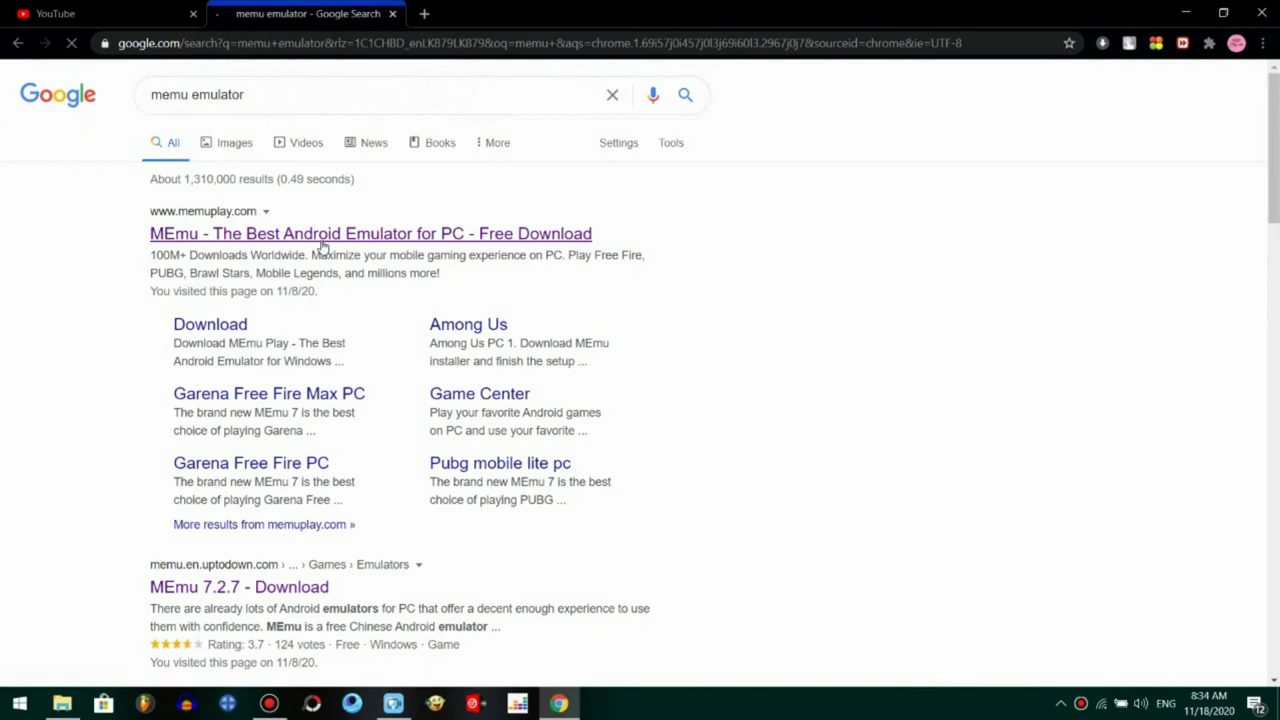 YouTube
memu emulator - Google Search
google.com/search?q=memu+emulator&rlz=1C1CHBD_enLK879LK879&oq=memu+&aqs=chrome.1.69i57j0i457j0l3j69i60l3.2967j0j7&sourceid=chrome&ie=UTF-8
Google
memu emulator
All
Images
Videos
News
Books
More
Settings
Tools
About 1,310,000 results (0.49 seconds)
www.memuplay.com
MEmu - The Best Android Emulator for PC - Free Download
100M+ Downloads Worldwide. Maximize your mobile gaming experience on PC. Play Free Fire,
PUBG, Brawl Stars, Mobile Legends, and millions more!
You visited this page on 11/8/20.
Download
Download MEmu Play - The Best
Android Emulator for Windows ...
Among Us
Among Us PC 1. Download MEmu
installer and finish the setup ...
Garena Free Fire Max PC
The brand new MEmu 7 is the best
choice of playing Garena ...
Game Center
Play your favorite Android games
on PC and use your favorite ...
Garena Free Fire PC
The brand new MEmu 7 is the best
choice of playing Garena Free ...
Pubg mobile lite pc
The brand new MEmu 7 is the best
choice of playing PUBG ...
More results from memuplay.com »
memu.en.uptodown.com › ... › Games › Emulators
MEmu 7.2.7 - Download
There are already lots of Android emulators for PC that offer a decent enough experience to use
them with confidence. MEmu is a free Chinese Android emulator ...
Rating: 3.7 · 124 votes · Free · Windows · Game
You visited this page on 11/8/20.
ENG
8:34 AM
11/18/2020
12